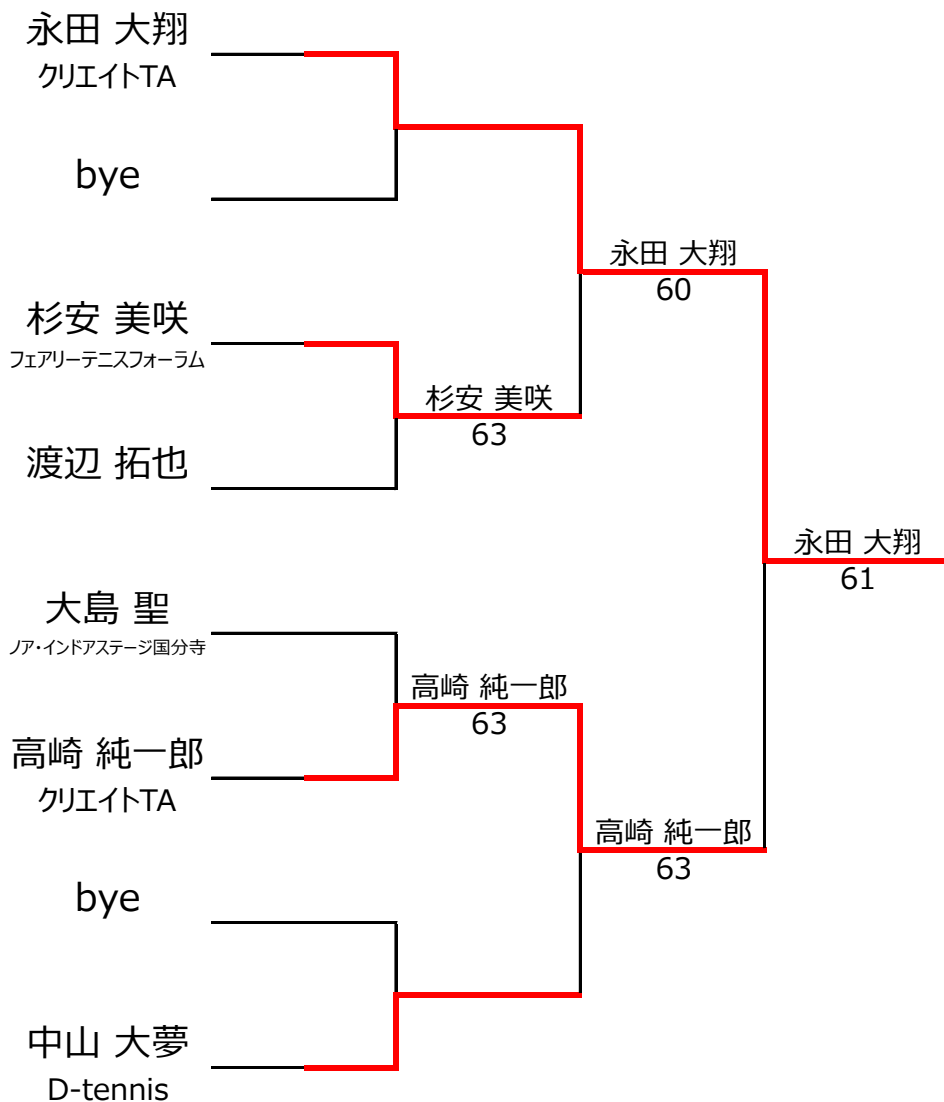 永田 大翔
クリエイトTA
bye
永田 大翔
60
杉安 美咲
フェアリーテニスフォーラム
杉安 美咲
63
渡辺 拓也
永田 大翔
61
大島 聖
ノア・インドアステージ国分寺
高崎 純一郎
63
高崎 純一郎
クリエイトTA
高崎 純一郎
63
bye
中山 大夢
D-tennis